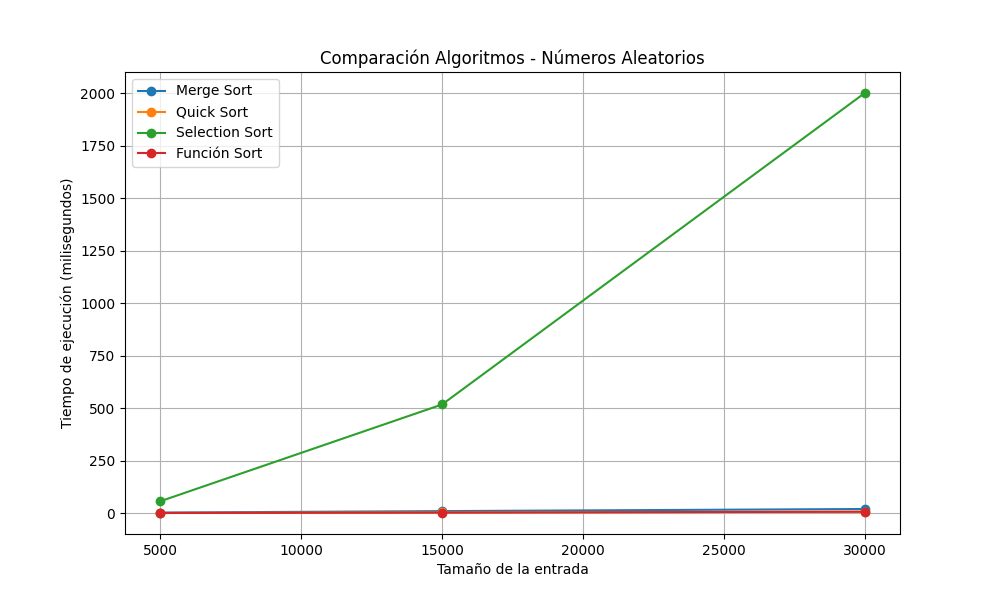 Comparación Algoritmos - Números Aleatorios
Merge Sort
Quick Sort
Selection Sort
Función Sort
Tiempo de ejecución (milisegundos)
2000
1750
1500
1250
1000
750
500
250
0
5000 10000 15000 20000 25000 30000
Tamaño de la entrada